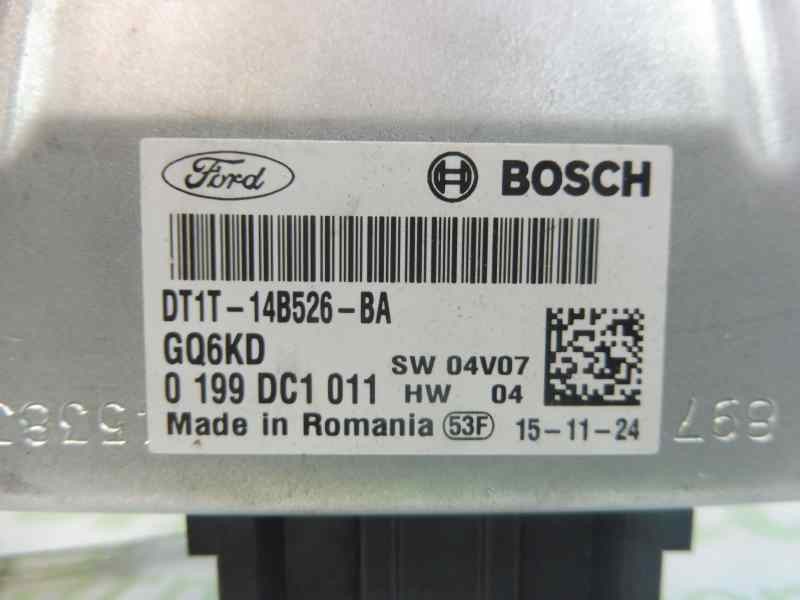 Ford BOSCH
DT1T-14B526-BA
GQ6KD
SW 04V07
0 199 DC1 011 HW 04
Made in Romania 53F 15-11-24
897